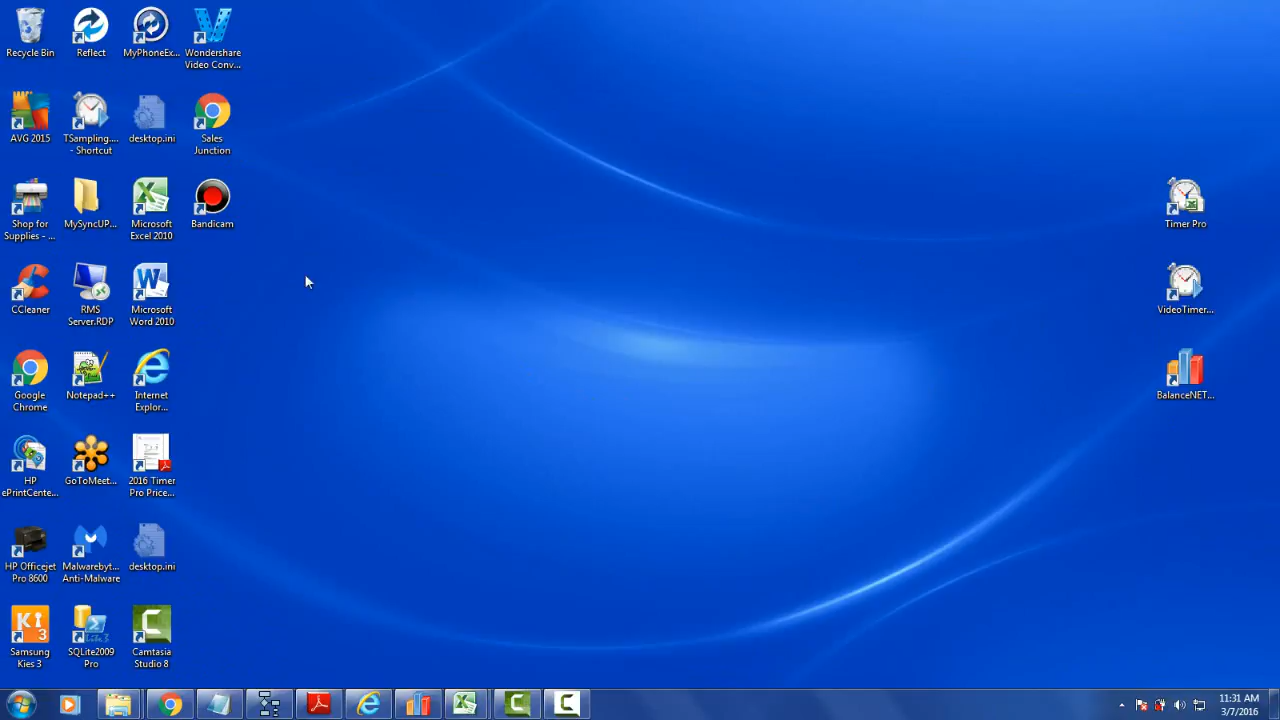 Recycle Bin
Reflect
MyPhoneEx...
Wondershare
Video Conv...
AVG 2015
TSampling....
- Shortcut
desktop.ini
Sales
Junction
Shop for
Supplies - ...
MySyncUP...
Microsoft
Excel 2010
Bandicam
CCleaner
RMS
Server.RDP
Microsoft
Word 2010
Google
Chrome
Notepad++
Internet
Explor...
HP
ePrintCente...
GoToMeet...
2016 Timer
Pro Price...
HP Officejet
Pro 8600
Malwarebyt...
Anti-Malware
desktop.ini
Samsung
Kies 3
SQLite2009
Pro
Camtasia
Studio 8
Timer Pro
VideoTimer...
BalanceNET...
11:31 AM
3/7/2016